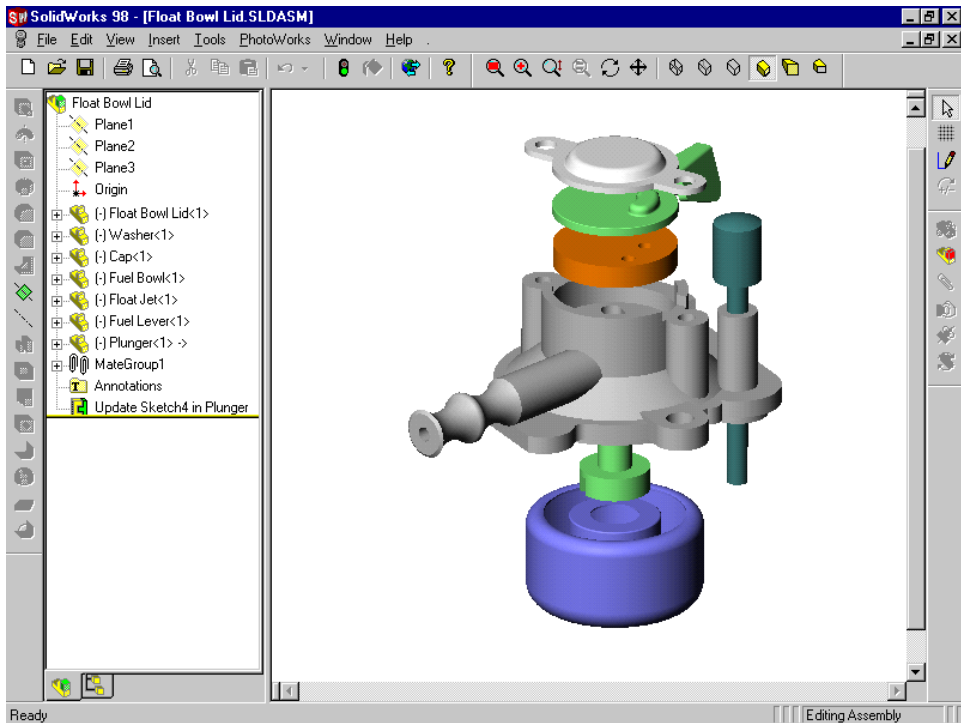 SolidWorks 98 - [Float Bowl Lid.SLDASM]
File Edit View Insert Tools PhotoWorks Window Help .
Float Bowl Lid
Plane1
Plane2
Plane3
Origin
(-) Float Bowl Lid<1>
(-) Washer<1>
(-) Cap<1>
(-) Fuel Bowl<1>
(-) Float Jet<1>
(-) Fuel Lever<1>
(-) Plunger<1> ->
MateGroup1
Annotations
Update Sketch4 in Plunger
Ready
Editing Assembly